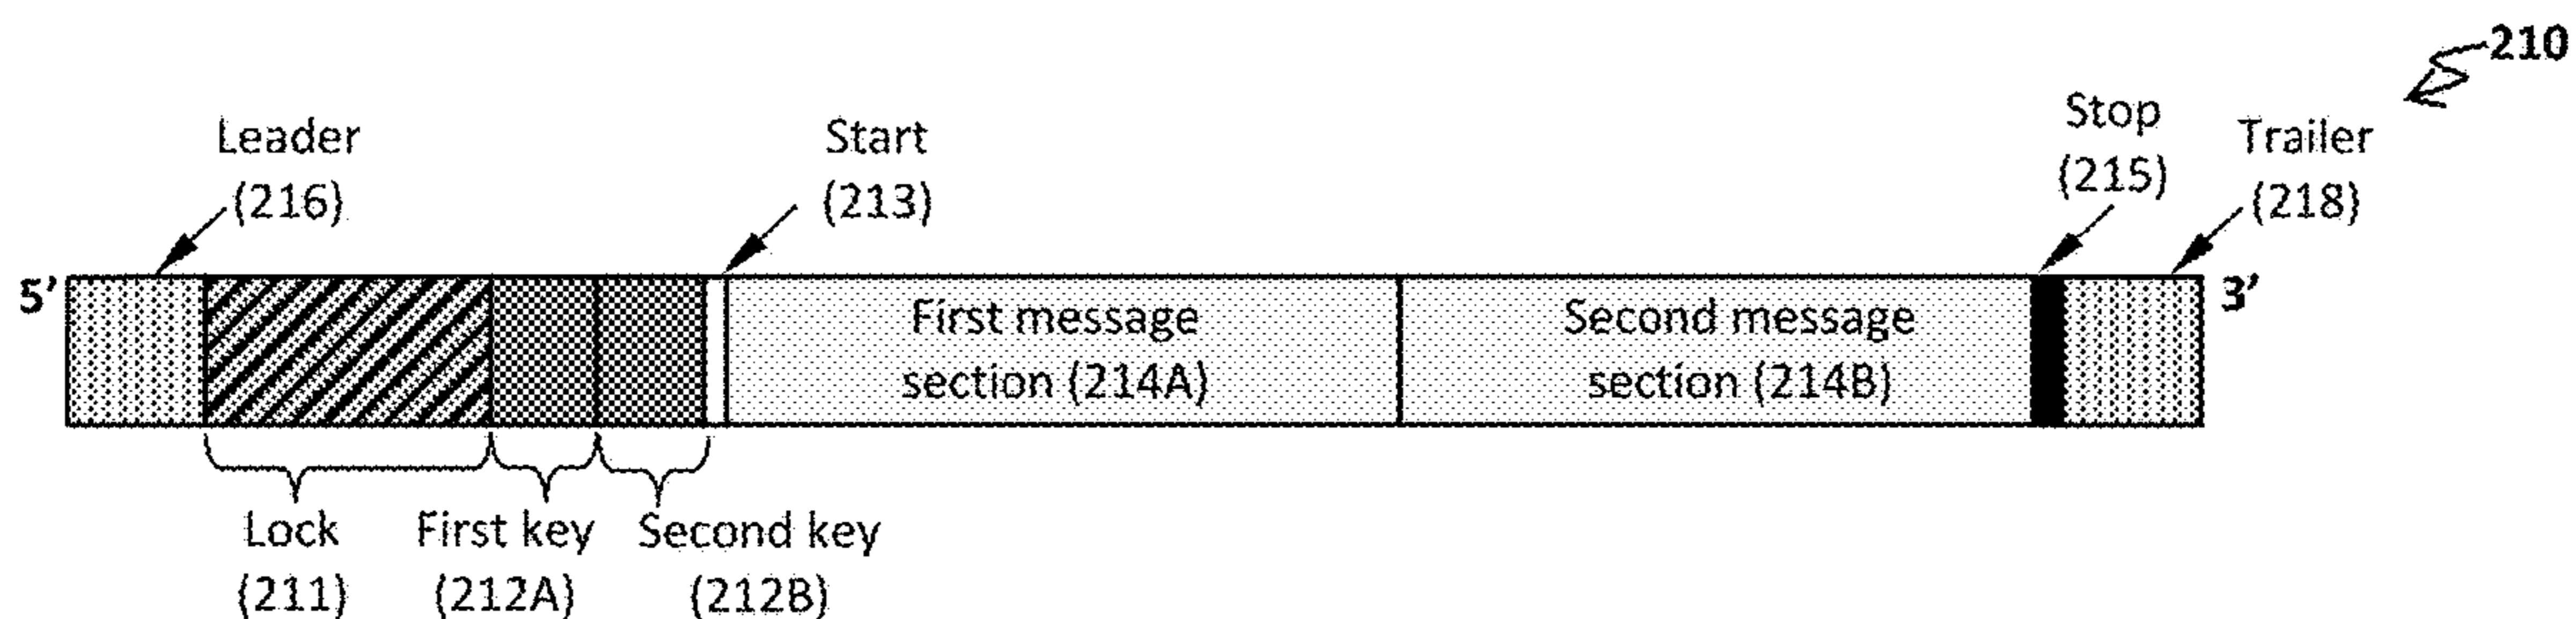 210
Leader
(216)
Start
(213)
Stop
(215)
Trailer
(218)
5’
First message
section (214A)
Second message
section (214B)
3’
Lock
(211)
First key
(212A)
Second key
(212B)